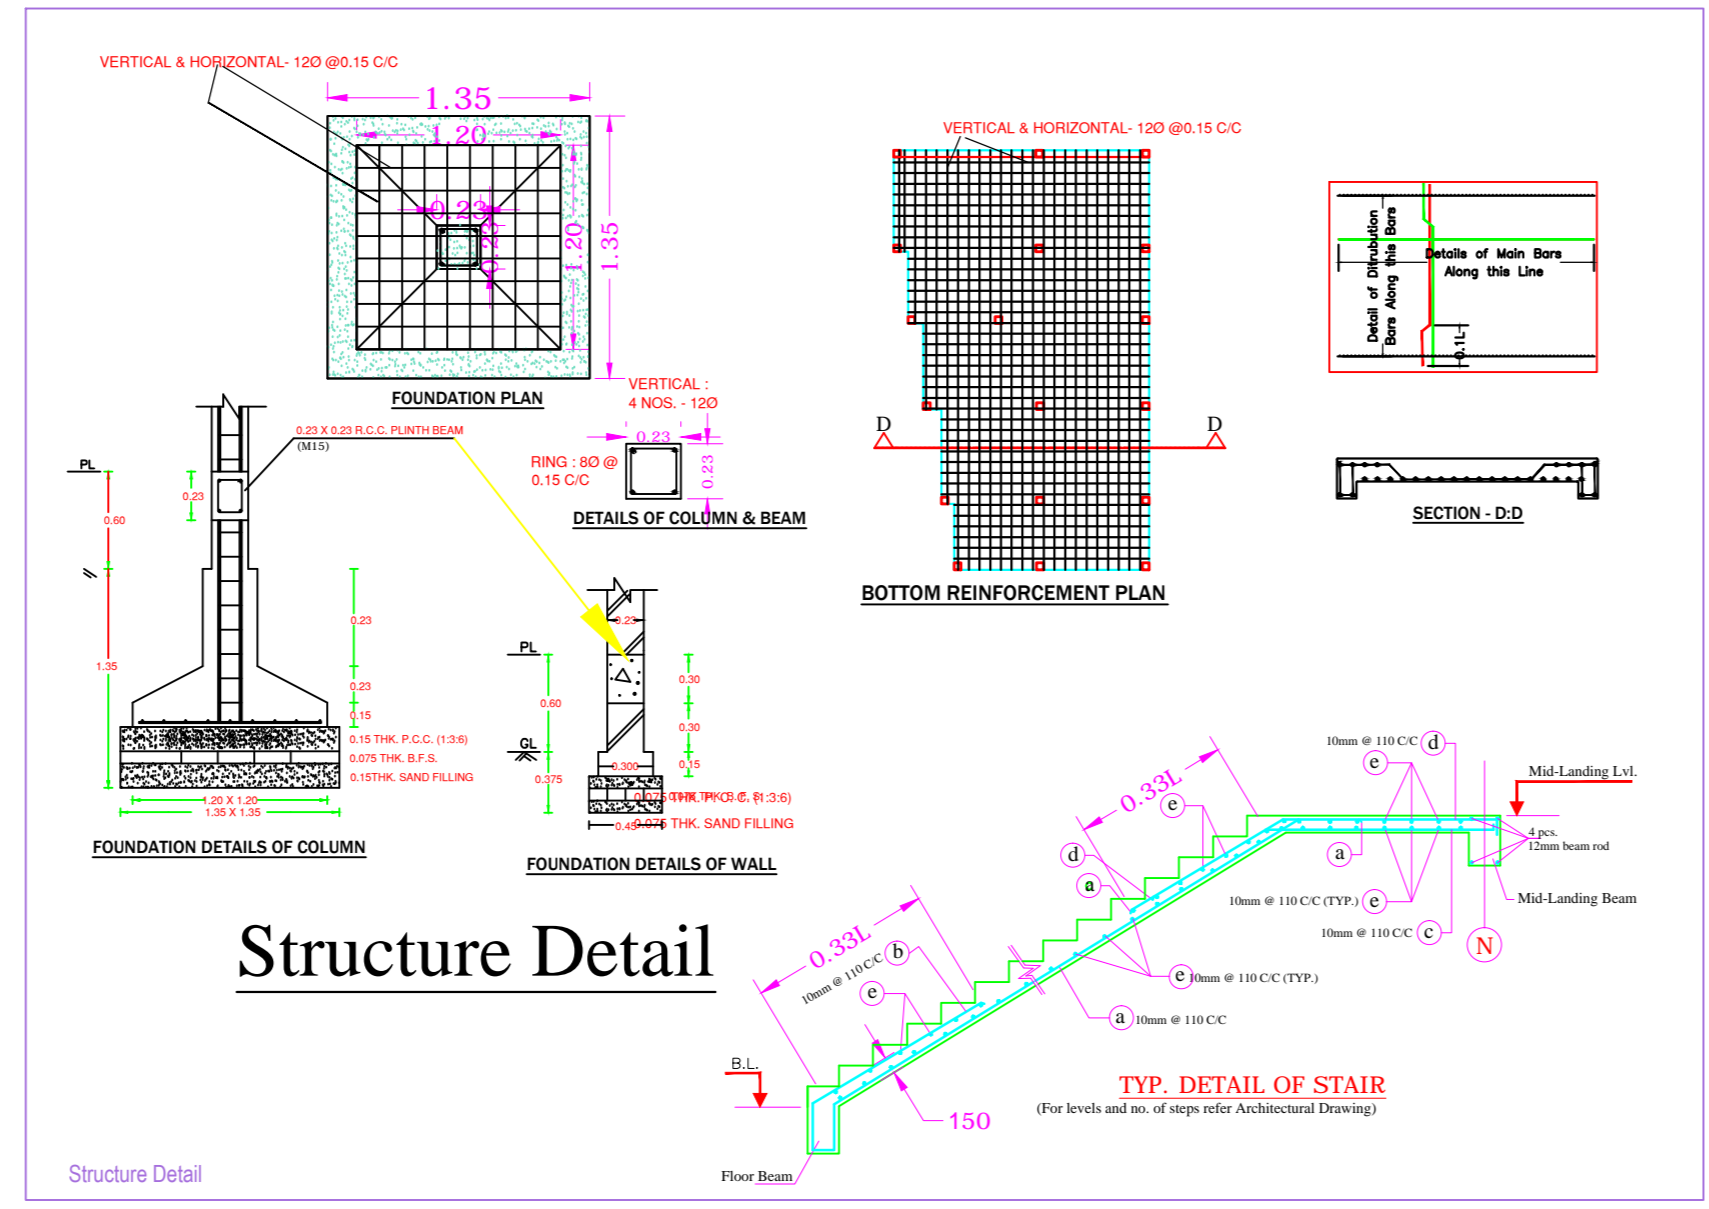 VERTICAL & HORIZONTAL- 12Ø @0.15 C/C
1.35
1.20
0.23
0.23
1.20
1.35
FOUNDATION PLAN
VERTICAL :
4 NOS. - 12Ø
0.23
0.23
RING : 8Ø @
0.15 C/C
DETAILS OF COLUMN & BEAM
0.23 X 0.23 R.C.C. PLINTH BEAM
(M15)
PL
0.23
0.60
1.35
0.23
0.23
0.15
0.15 THK. P.C.C. (1:3:6)
0.075 THK. B.F.S.
0.15THK. SAND FILLING
1.20 X 1.20
1.35 X 1.35
FOUNDATION DETAILS OF COLUMN
0.23
PL
0.30
0.60
0.30
GL
0.300
0.15
0.375
0.075 THK. P.C.C. (1:3:6)
0.45
0.075 THK. SAND FILLING
FOUNDATION DETAILS OF WALL
VERTICAL & HORIZONTAL- 12Ø @0.15 C/C
D
D
BOTTOM REINFORCEMENT PLAN
Detail of Ditrubution
Bars Along this Bars
Details of Main Bars
Along this Line
0.1L
SECTION - D:D
Structure Detail
10mm @ 110 C/C d
e
Mid-Landing Lvl.
0.33L
e
4 pcs.
12mm beam rod
d
a
a
10mm @ 110 C/C (TYP.) e
Mid-Landing Beam
10mm @ 110 C/C c
N
0.33L
10mm @ 110 C/C b
e
e 10mm @ 110 C/C (TYP.)
a 10mm @ 110 C/C
B.L.
150
TYP. DETAIL OF STAIR
(For levels and no. of steps refer Architectural Drawing)
Floor Beam
Structure Detail